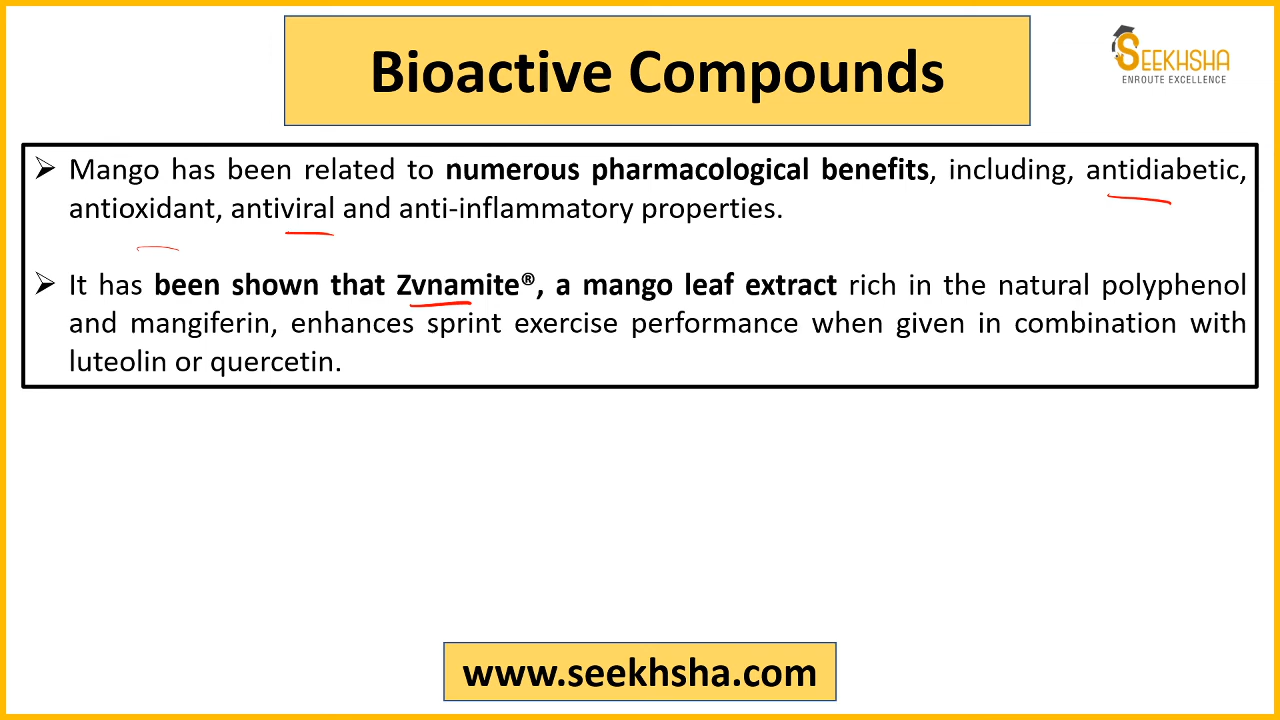 Bioactive Compounds
SEEKHSHA
ENROUTE EXCELLENCE
➢ Mango has been related to numerous pharmacological benefits, including, antidiabetic,
antioxidant, antiviral and anti-inflammatory properties.
➢ It has been shown that Zynamite®, a mango leaf extract rich in the natural polyphenol
and mangiferin, enhances sprint exercise performance when given in combination with
luteolin or quercetin.
www.seekhsha.com